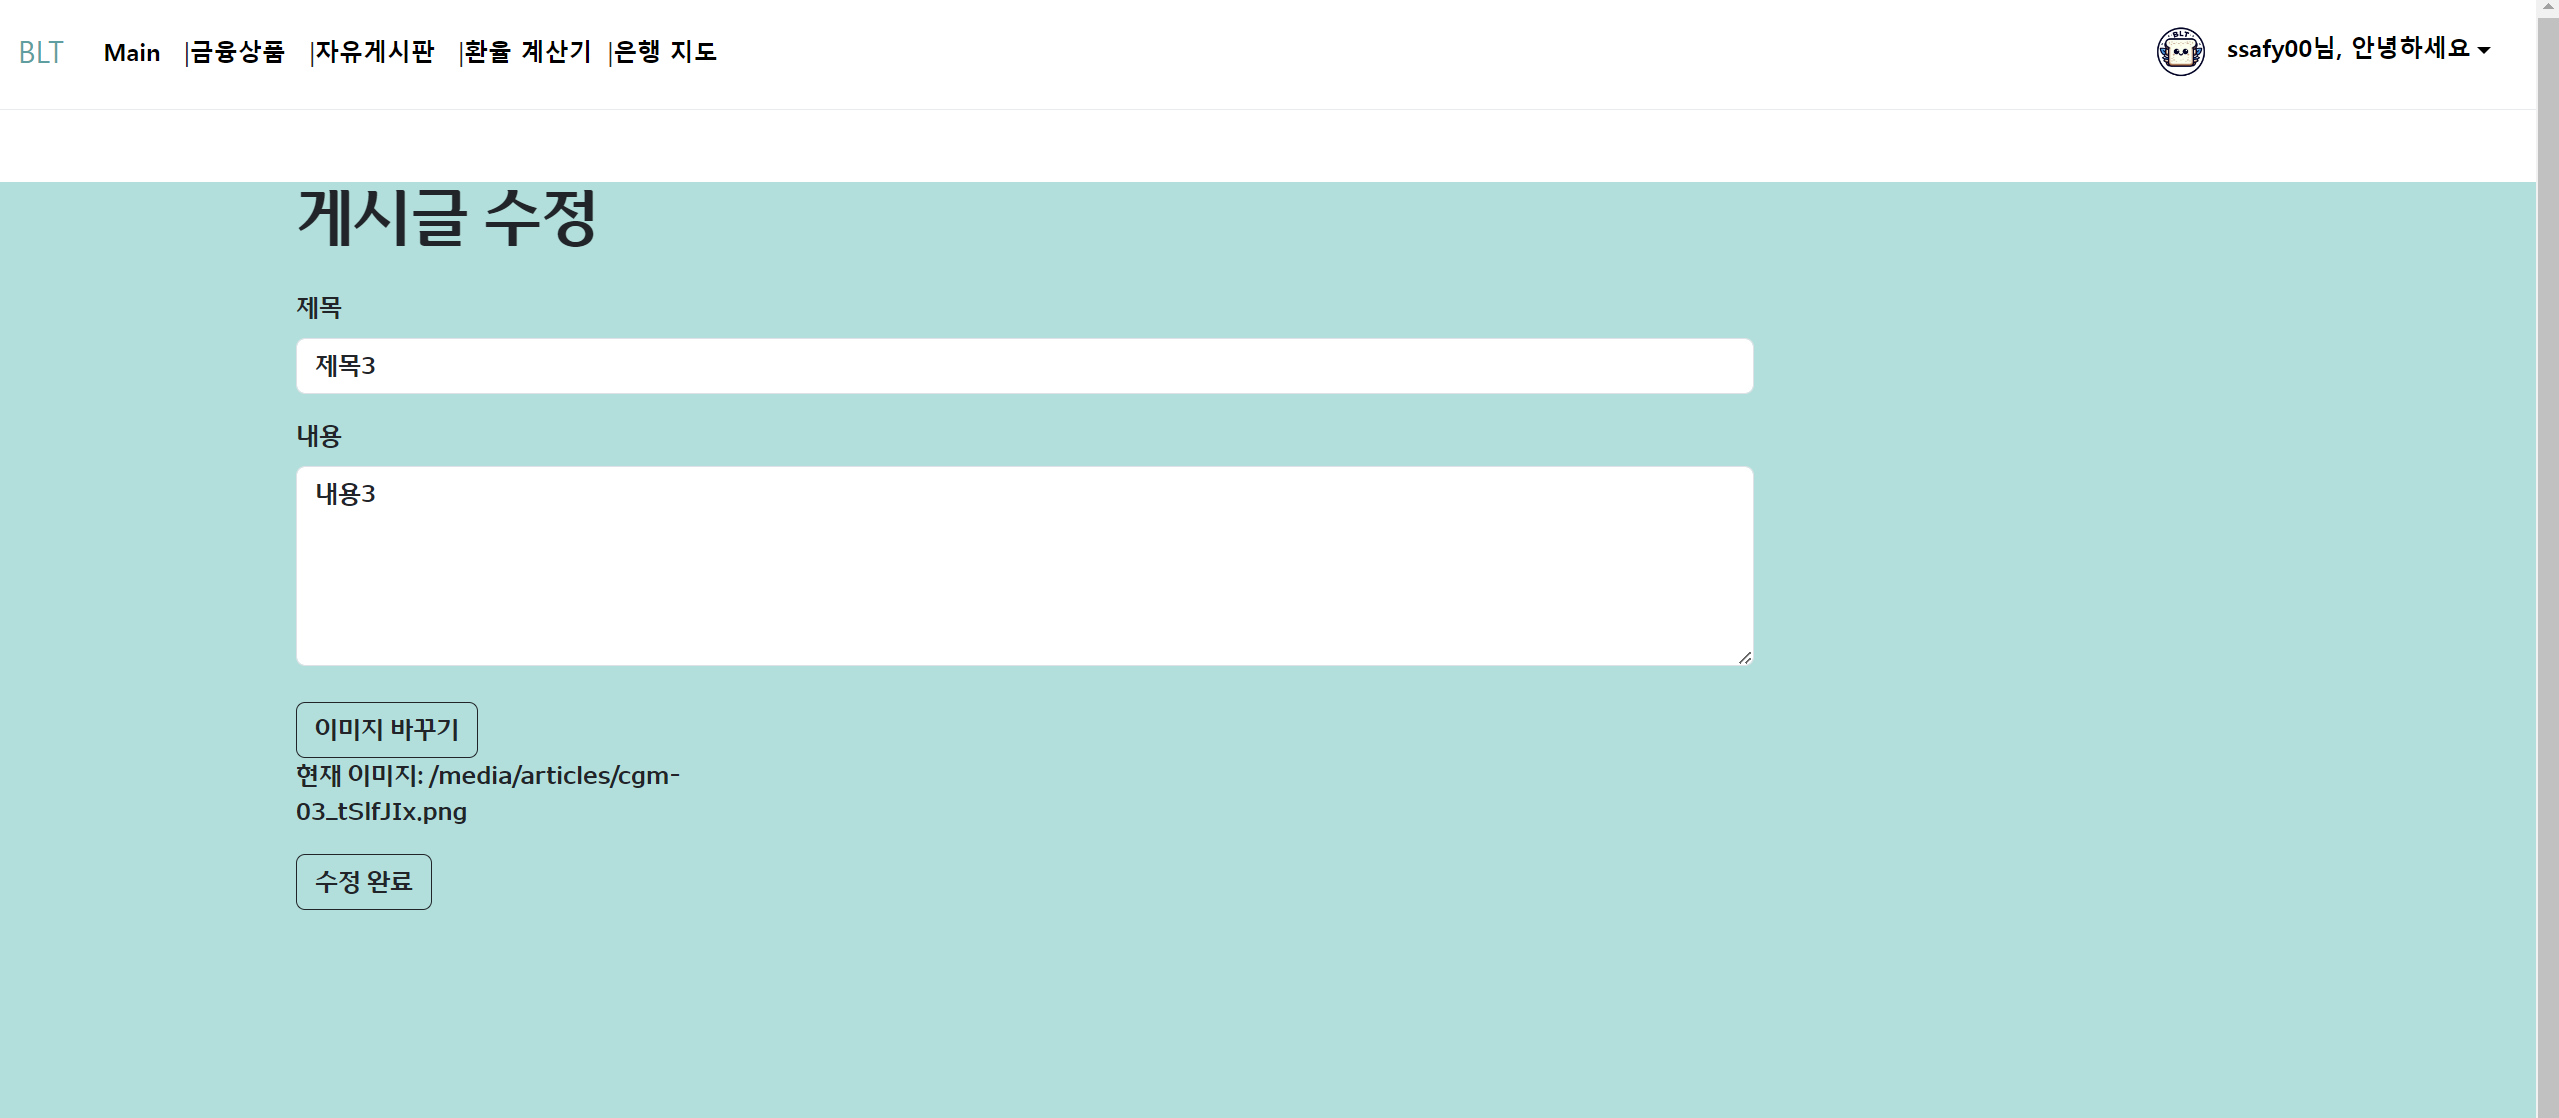 BLT Main |금융상품 |자유게시판 |환율 계산기 |은행 지도 BLT ssafy00님, 안녕하세요
게시글 수정
제목
제목3
내용
내용3
이미지 바꾸기
현재 이미지: /media/articles/cgm-
03_tSlfJIx.png
수정 완료